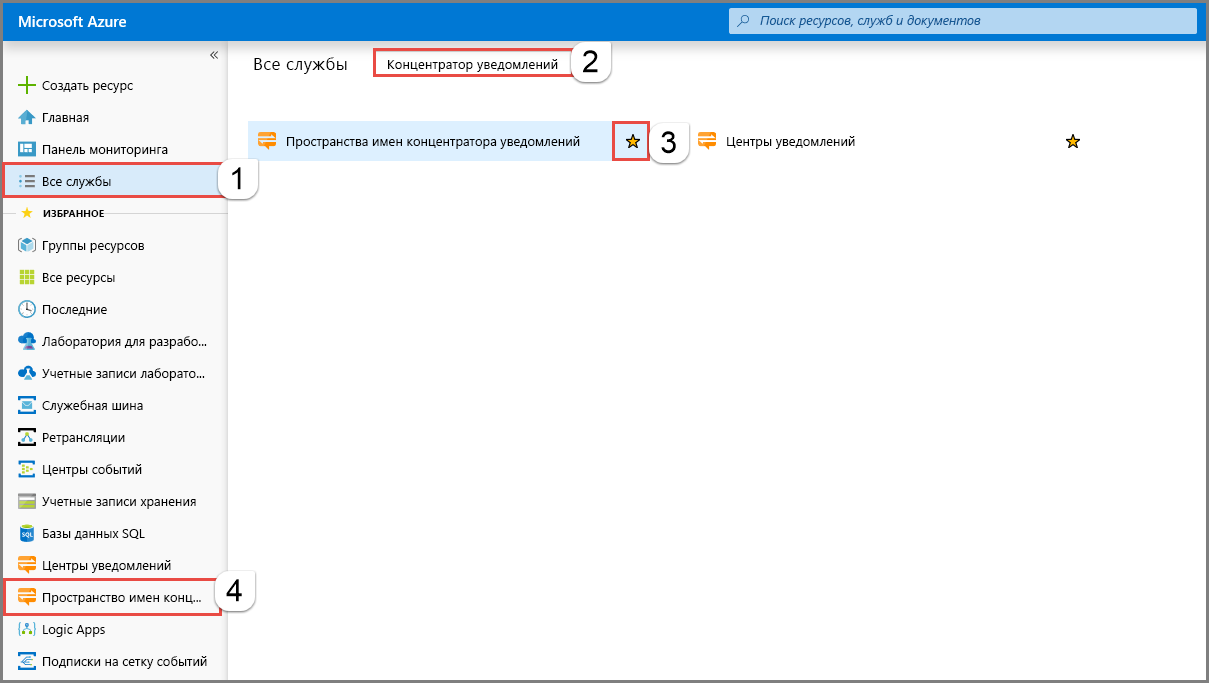 Microsoft Azure
Поиск ресурсов, служб и документов
«
Создать ресурс
Главная
Панель мониторинга
Все службы
1
ИЗБРАННОЕ
Группы ресурсов
Все ресурсы
Последние
Лаборатория для разрабо...
Учетные записи лаборато...
Служебная шина
Ретрансляции
Центры событий
Учетные записи хранения
SQL
Базы данных SQL
Центры уведомлений
Пространство имен конц...
4
Logic Apps
Подписки на сетку событий
Все службы
Концентратор уведомлений
2
Пространства имен концентратора уведомлений
3
Центры уведомлений